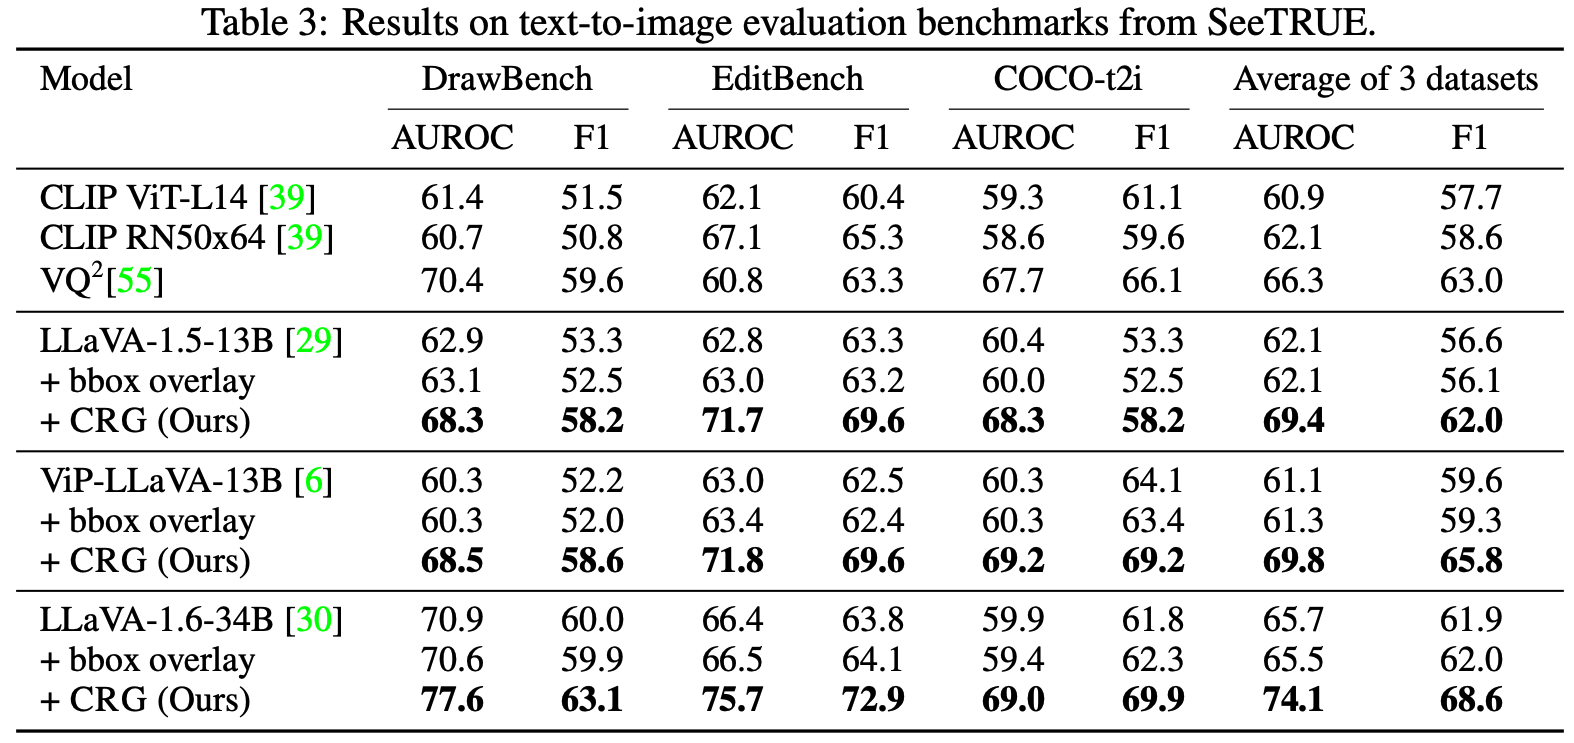 Table 3: Results on text-to-image evaluation benchmarks from SeeTRUE.
Model DrawBench EditBench COCO-t2i Average of 3 datasets
AUROC F1 AUROC F1 AUROC F1 AUROC F1
CLIP ViT-L14 [39] 61.4 51.5 62.1 60.4 59.3 61.1 60.9 57.7
CLIP RN50x64 [39] 60.7 50.8 67.1 65.3 58.6 59.6 62.1 58.6
VQ²[55] 70.4 59.6 60.8 63.3 67.7 66.1 66.3 63.0
LLaVA-1.5-13B [29] 62.9 53.3 62.8 63.3 60.4 53.3 62.1 56.6
+ bbox overlay 63.1 52.5 63.0 63.2 60.0 52.5 62.1 56.1
+ CRG (Ours) 68.3 58.2 71.7 69.6 68.3 58.2 69.4 62.0
ViP-LLaVA-13B [6] 60.3 52.2 63.0 62.5 60.3 64.1 61.1 59.6
+ bbox overlay 60.3 52.0 63.4 62.4 60.3 63.4 61.3 59.3
+ CRG (Ours) 68.5 58.6 71.8 69.6 69.2 69.2 69.8 65.8
LLaVA-1.6-34B [30] 70.9 60.0 66.4 63.8 59.9 61.8 65.7 61.9
+ bbox overlay 70.6 59.9 66.5 64.1 59.4 62.3 65.5 62.0
+ CRG (Ours) 77.6 63.1 75.7 72.9 69.0 69.9 74.1 68.6